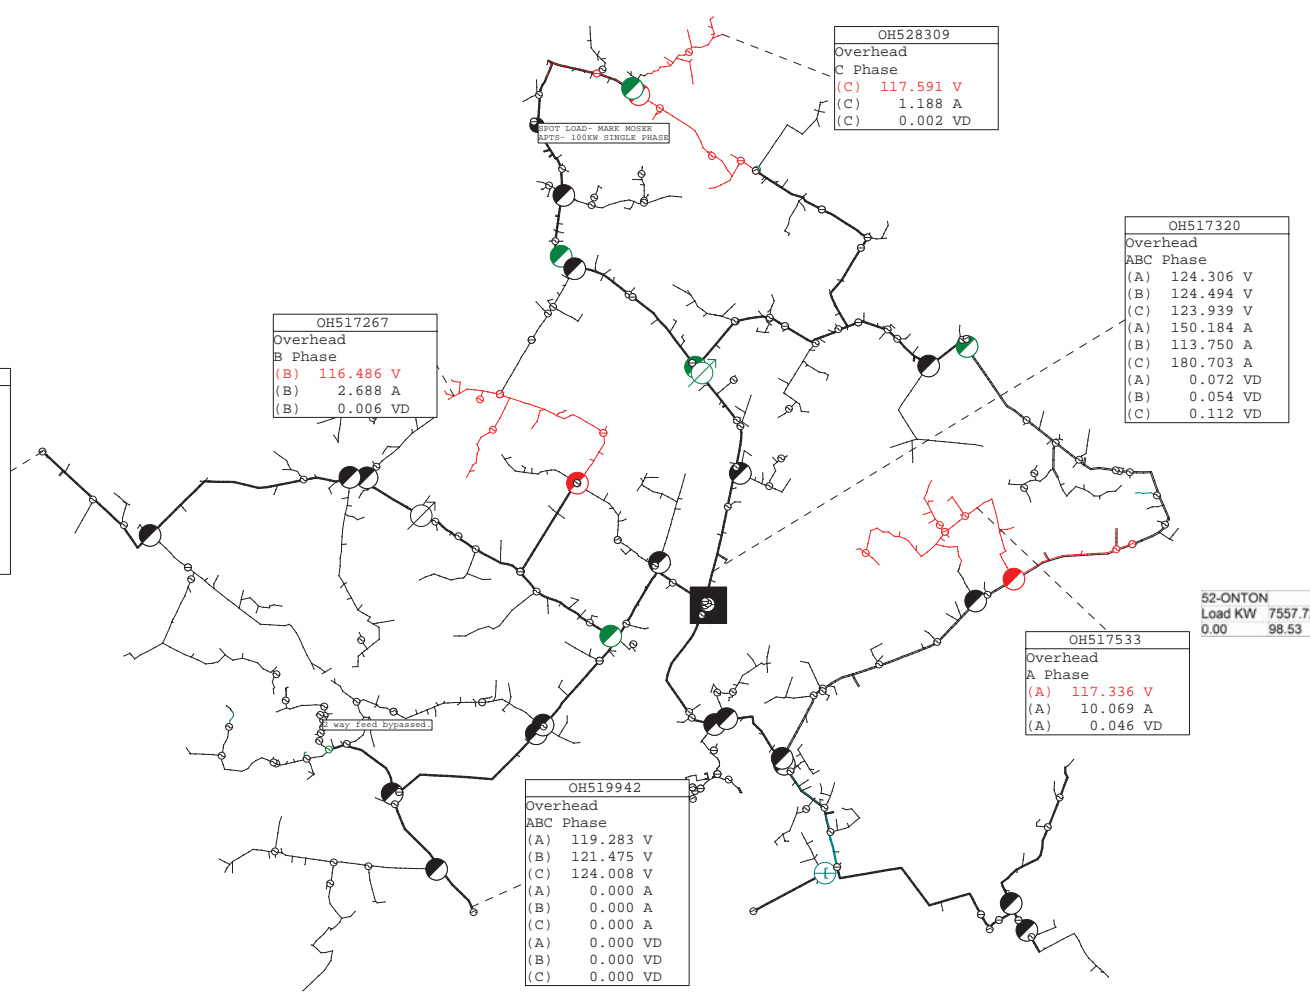 OH528309
Overhead
C Phase
(C) 117.591 V
(C) 1.188 A
(C) 0.002 VD
SPOT LOAD- MARK MOSER
APTS- 100KW SINGLE PHASE
OH517320
Overhead
ABC Phase
(A) 124.306 V
(B) 124.494 V
(C) 123.939 V
(A) 150.184 A
(B) 113.750 A
(C) 180.703 A
(A) 0.072 VD
(B) 0.054 VD
(C) 0.112 VD
OH517267
Overhead
B Phase
(B) 116.486 V
(B) 2.688 A
(B) 0.006 VD
52-ONTON
Load KW 7557.7
0.00 98.53
OH517533
Overhead
A Phase
(A) 117.336 V
(A) 10.069 A
(A) 0.046 VD
2 way feed bypassed.
OH519942
Overhead
ABC Phase
(A) 119.283 V
(B) 121.475 V
(C) 124.008 V
(A) 0.000 A
(B) 0.000 A
(C) 0.000 A
(A) 0.000 VD
(B) 0.000 VD
(C) 0.000 VD